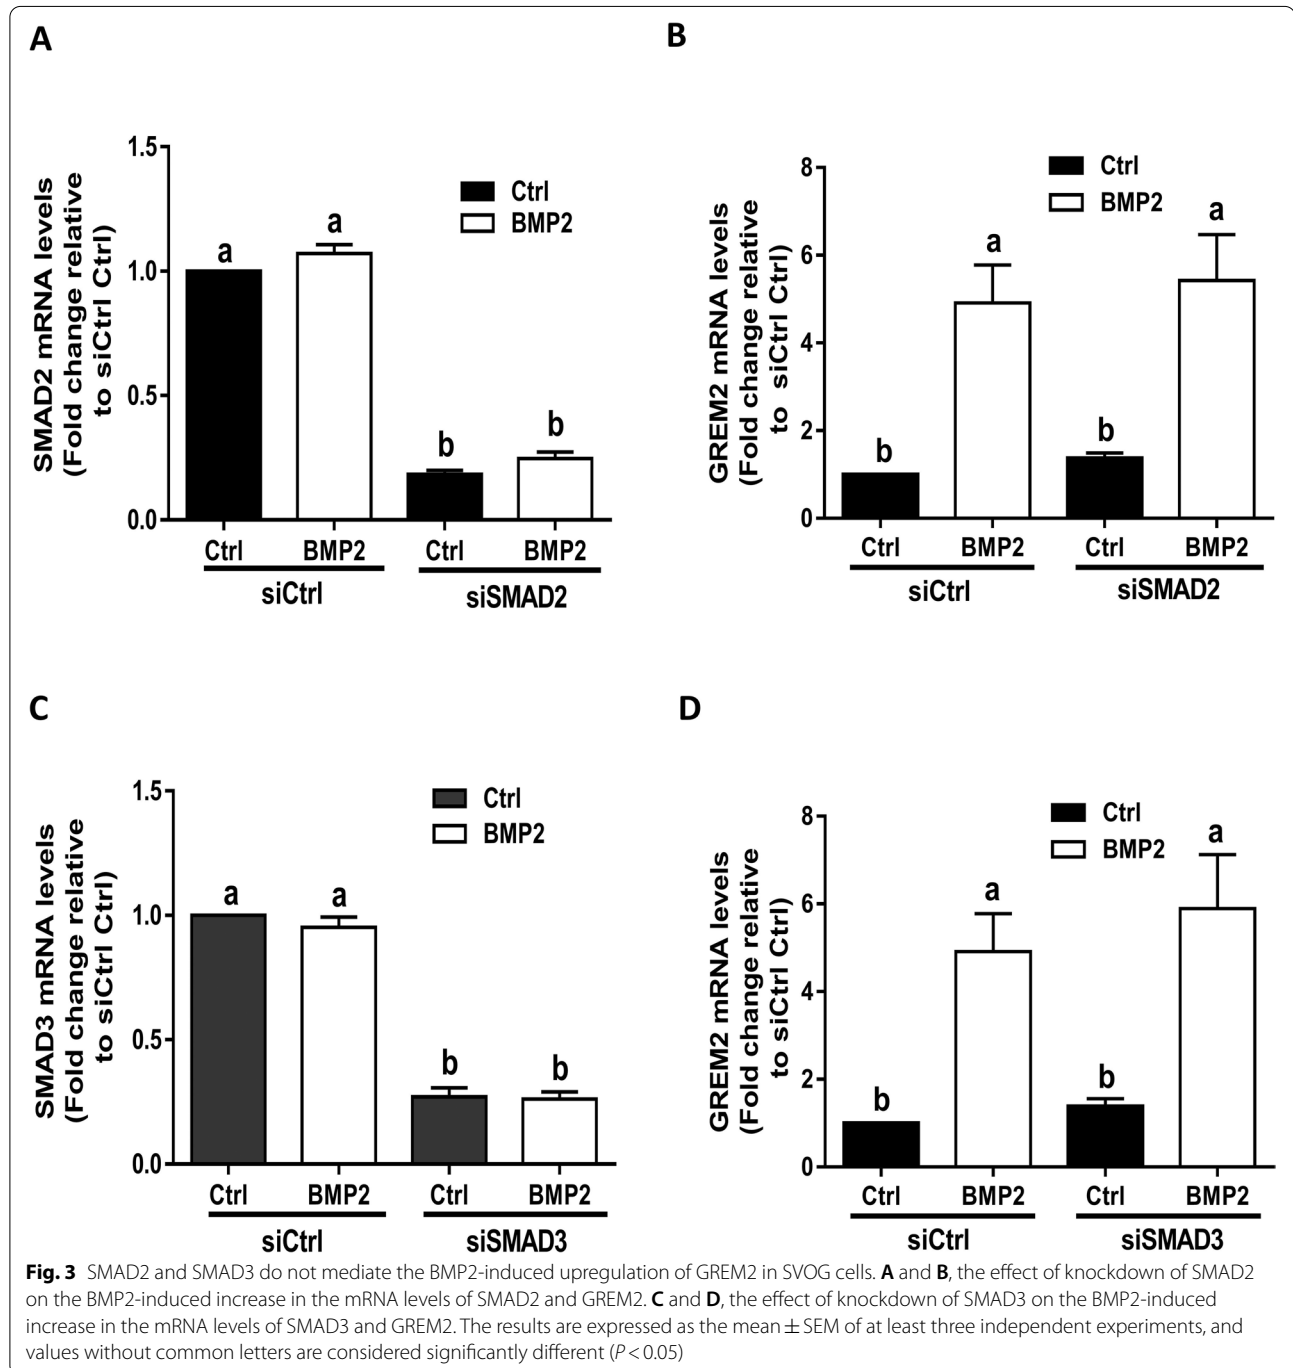 A
SMAD2 mRNA levels
(Fold change relative
to siCtrl Ctrl)
1.5
1.0
0.5
0.0
Ctrl
BMP2
a
a
b
b
Ctrl BMP2 Ctrl BMP2
siCtrl siSMAD2
B
GREM2 mRNA levels
(Fold change relative
to siCtrl Ctrl)
8
6
4
2
0
Ctrl
BMP2
b
a
b
a
Ctrl BMP2 Ctrl BMP2
siCtrl siSMAD2
C
SMAD3 mRNA levels
(Fold change relative
to siCtrl Ctrl)
1.5
1.0
0.5
0.0
Ctrl
BMP2
a
a
b
b
Ctrl BMP2 Ctrl BMP2
siCtrl siSMAD3
D
GREM2 mRNA levels
(Fold change relative
to siCtrl Ctrl)
8
6
4
2
0
Ctrl
BMP2
b
a
b
a
Ctrl BMP2 Ctrl BMP2
siCtrl siSMAD3
Fig. 3 SMAD2 and SMAD3 do not mediate the BMP2-induced upregulation of GREM2 in SVOG cells. A and B, the effect of knockdown of SMAD2
on the BMP2-induced increase in the mRNA levels of SMAD2 and GREM2. C and D, the effect of knockdown of SMAD3 on the BMP2-induced
increase in the mRNA levels of SMAD3 and GREM2. The results are expressed as the mean ± SEM of at least three independent experiments, and
values without common letters are considered significantly different (P < 0.05)